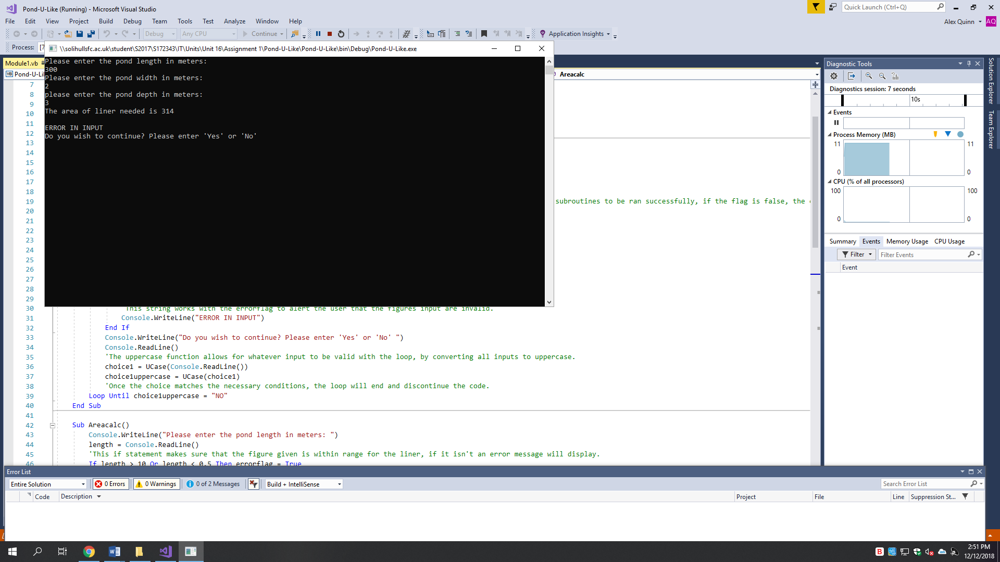 Pond-U-Like (Running) - Microsoft Visual Studio
Quick Launch (Ctrl+Q)
File Edit View Project Build Debug Team Tools Test Analyze Window Help
Alex Quinn AQ
Debug Any CPU Continue Application Insights
Process: [7
\\solihullsfc.ac.uk\student\S2017\S172343\IT\Units\Unit 16\Assignment 1\Pond-U-Like\Pond-U-Like\bin\Debug\Pond-U-Like.exe
Please enter the pond length in meters:
300
Please enter the pond width in meters:
2
please enter the pond depth in meters:
3
The area of liner needed is 314
ERROR IN INPUT
Do you wish to continue? Please enter 'Yes' or 'No'
Module1.vb
VB Pond-U-Li
Areacalc
7
8
9
10
11
12
13
14
15
16
17
18
19 subroutines to be ran successfully, if the flag is false, the
20
21
22
23
24
25
26
27
28
29
30 'This string works with the errorflag to alert the user that the figures input are invalid.
31 Console.WriteLine("ERROR IN INPUT")
32 End If
33 Console.WriteLine("Do you wish to continue? Please enter 'Yes' or 'No' ")
34 Console.ReadLine()
35 'The uppercase function allows for whatever input to be valid with the loop, by converting all inputs to uppercase.
36 choice1 = UCase(Console.ReadLine())
37 choice1uppercase = UCase(choice1)
38 'Once the choice matches the necessary conditions, the loop will end and discontinue the code.
39 Loop Until choice1uppercase = "NO"
40 End Sub
41
42 Sub Areacalc()
43 Console.WriteLine("Please enter the pond length in meters: ")
44 length = Console.ReadLine()
45 'This if statement makes sure that the figure given is within range for the liner, if it isn't an error message will display.
46 If length > 10 Or length < 0.5 Then errorflag = True
Diagnostic Tools
Diagnostics session: 7 seconds
10s
Events
Process Memory (MB)
11 11
0 0
CPU (% of all processors)
100 100
0 0
Summary Events Memory Usage CPU Usage
Filter Filter Events
Event
Solution Explorer
Team Explorer
Error List
Entire Solution 0 Errors 0 Warnings 0 of 2 Messages Build + IntelliSense Search Error List
Code Description Project File Line Suppression St...
2:51 PM
12/12/2018